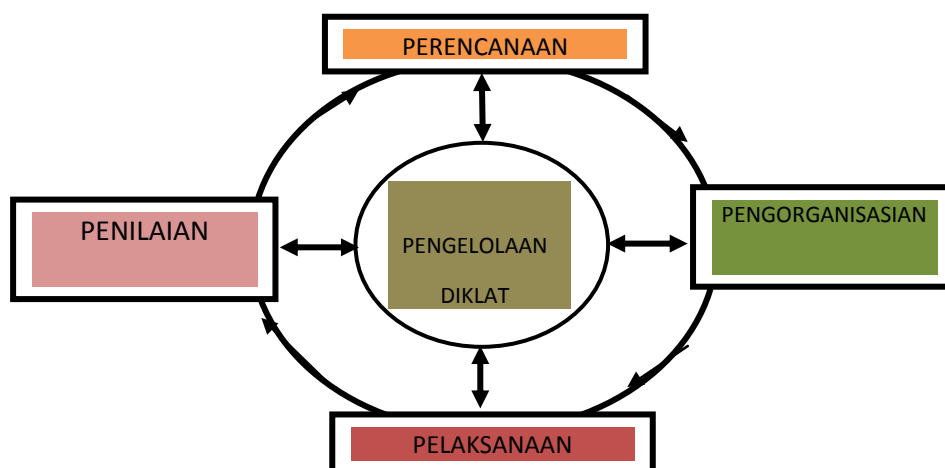 PERENCANAAN
PENILAIAN
PENGORGANISASIAN
PENGELOLAAN
DIKLAT
PELAKSANAAN